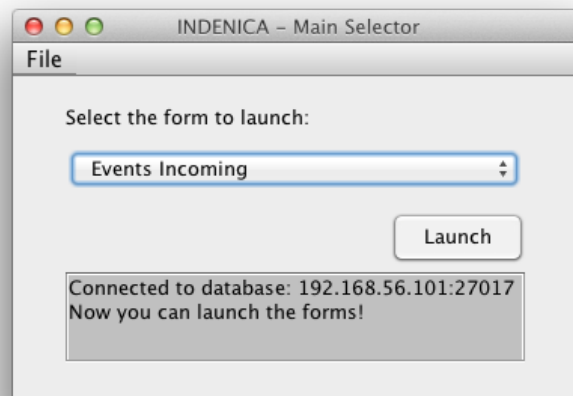 INDENICA – Main Selector
File
Select the form to launch:
Events Incoming
Launch
Connected to database: 192.168.56.101:27017
Now you can launch the forms!